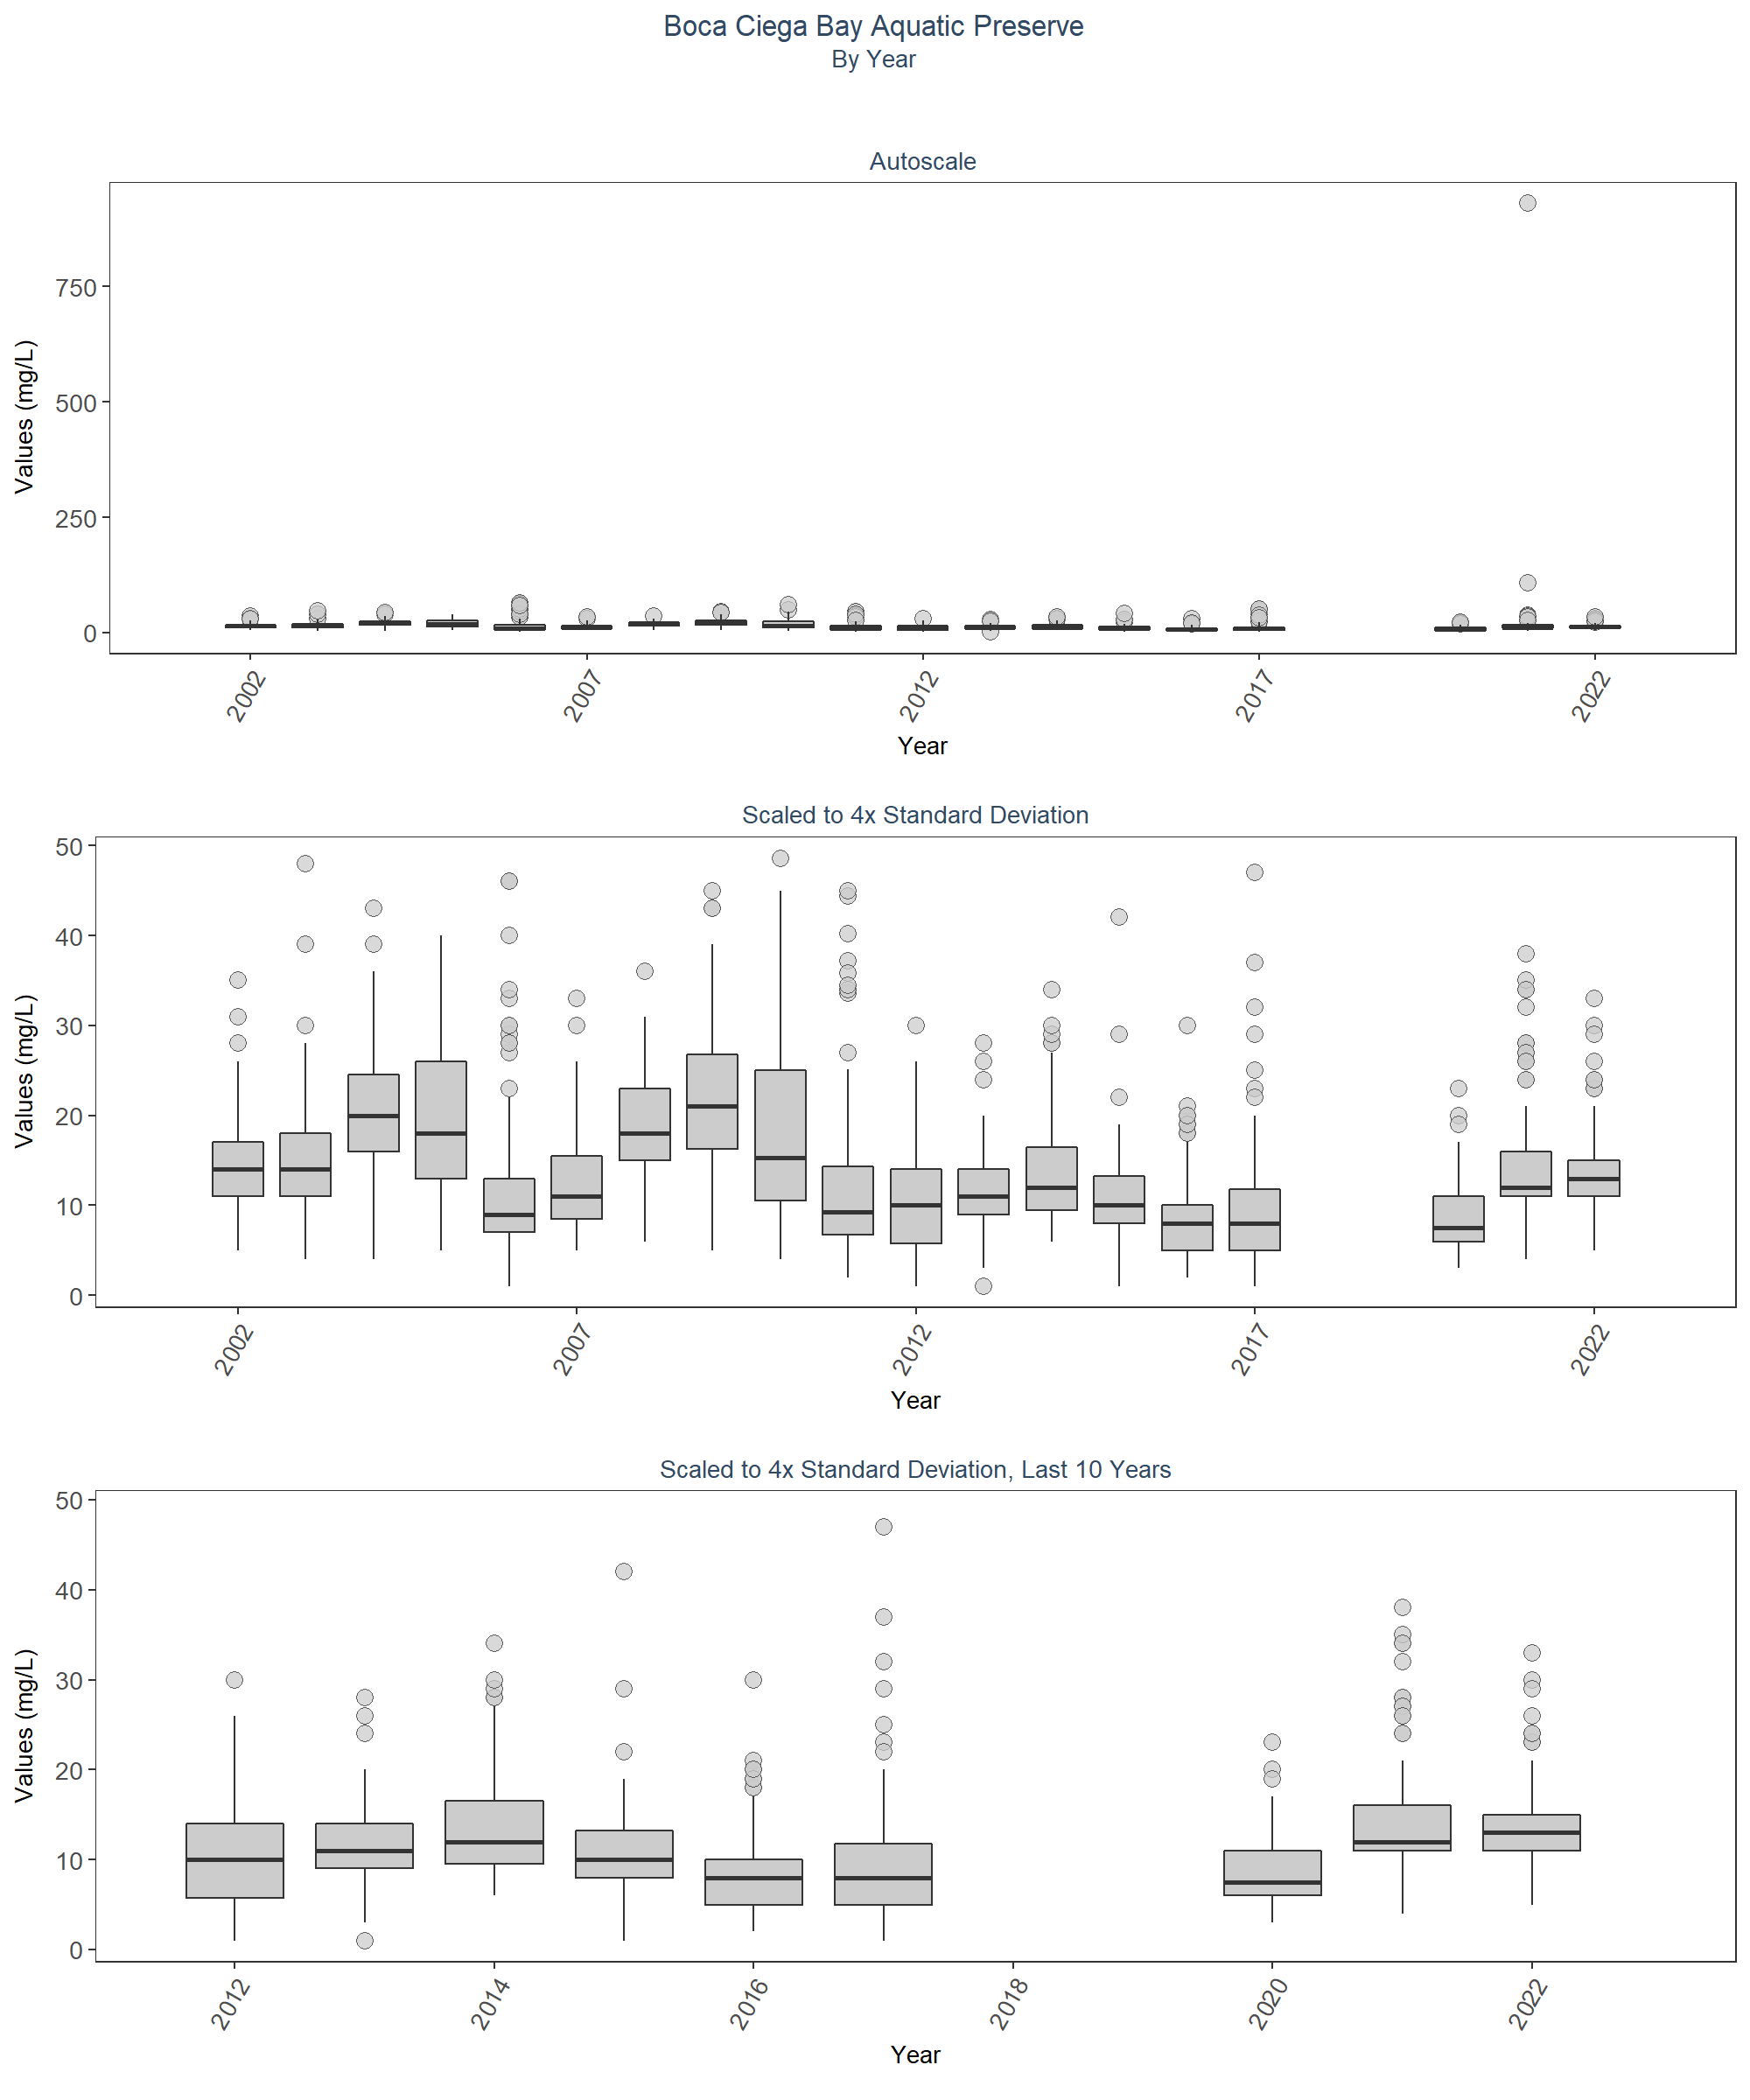 Boca Ciega Bay Aquatic Preserve
By Year
Autoscale
Values (mg/L)
750
500
250
0
2002
2007
2012
2017
2022
Year
Scaled to 4x Standard Deviation
Values (mg/L)
50
40
30
20
10
0
2002
2007
2012
2017
2022
Year
Scaled to 4x Standard Deviation, Last 10 Years
Values (mg/L)
50
40
30
20
10
0
2012
2014
2016
2018
2020
2022
Year